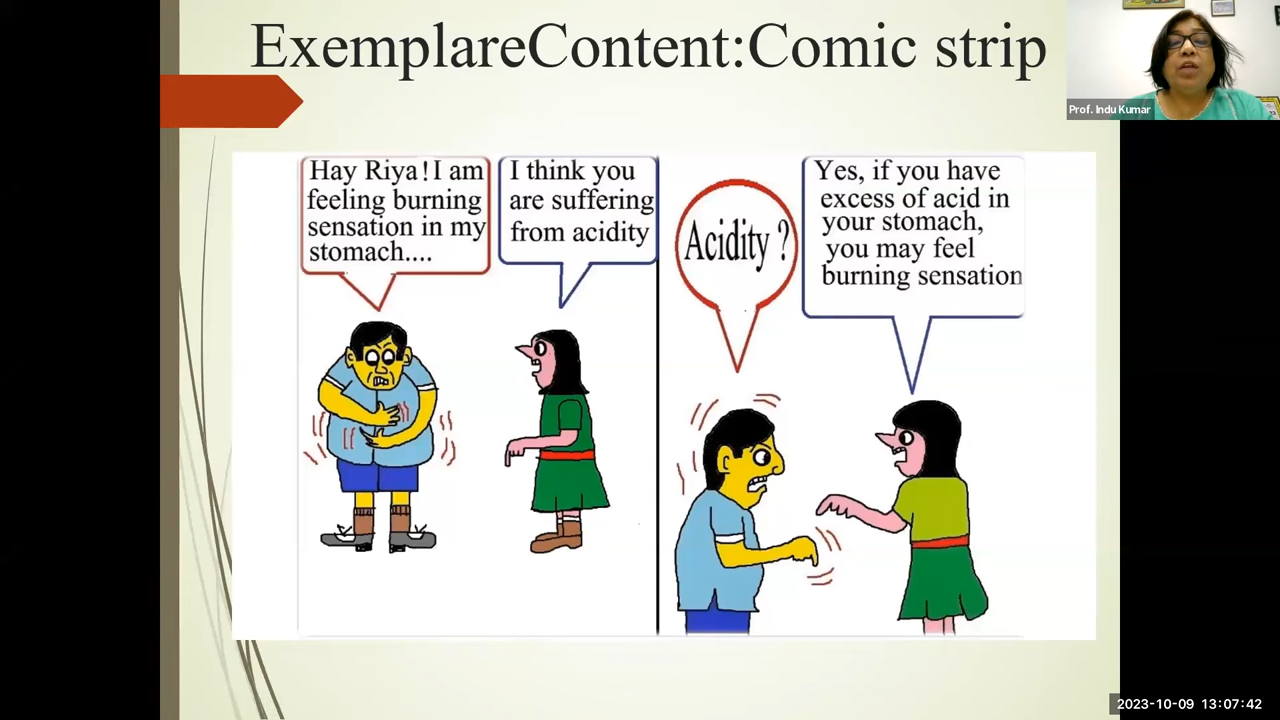 ExemplareContent:Comic strip
Prof. Indu Kumar
Hay Riya! I am
feeling burning
sensation in my
stomach....
I think you
are suffering
from acidity
Acidity ?
Yes, if you have
excess of acid in
your stomach,
you may feel
burning sensation
2023-10-09 13:07:42